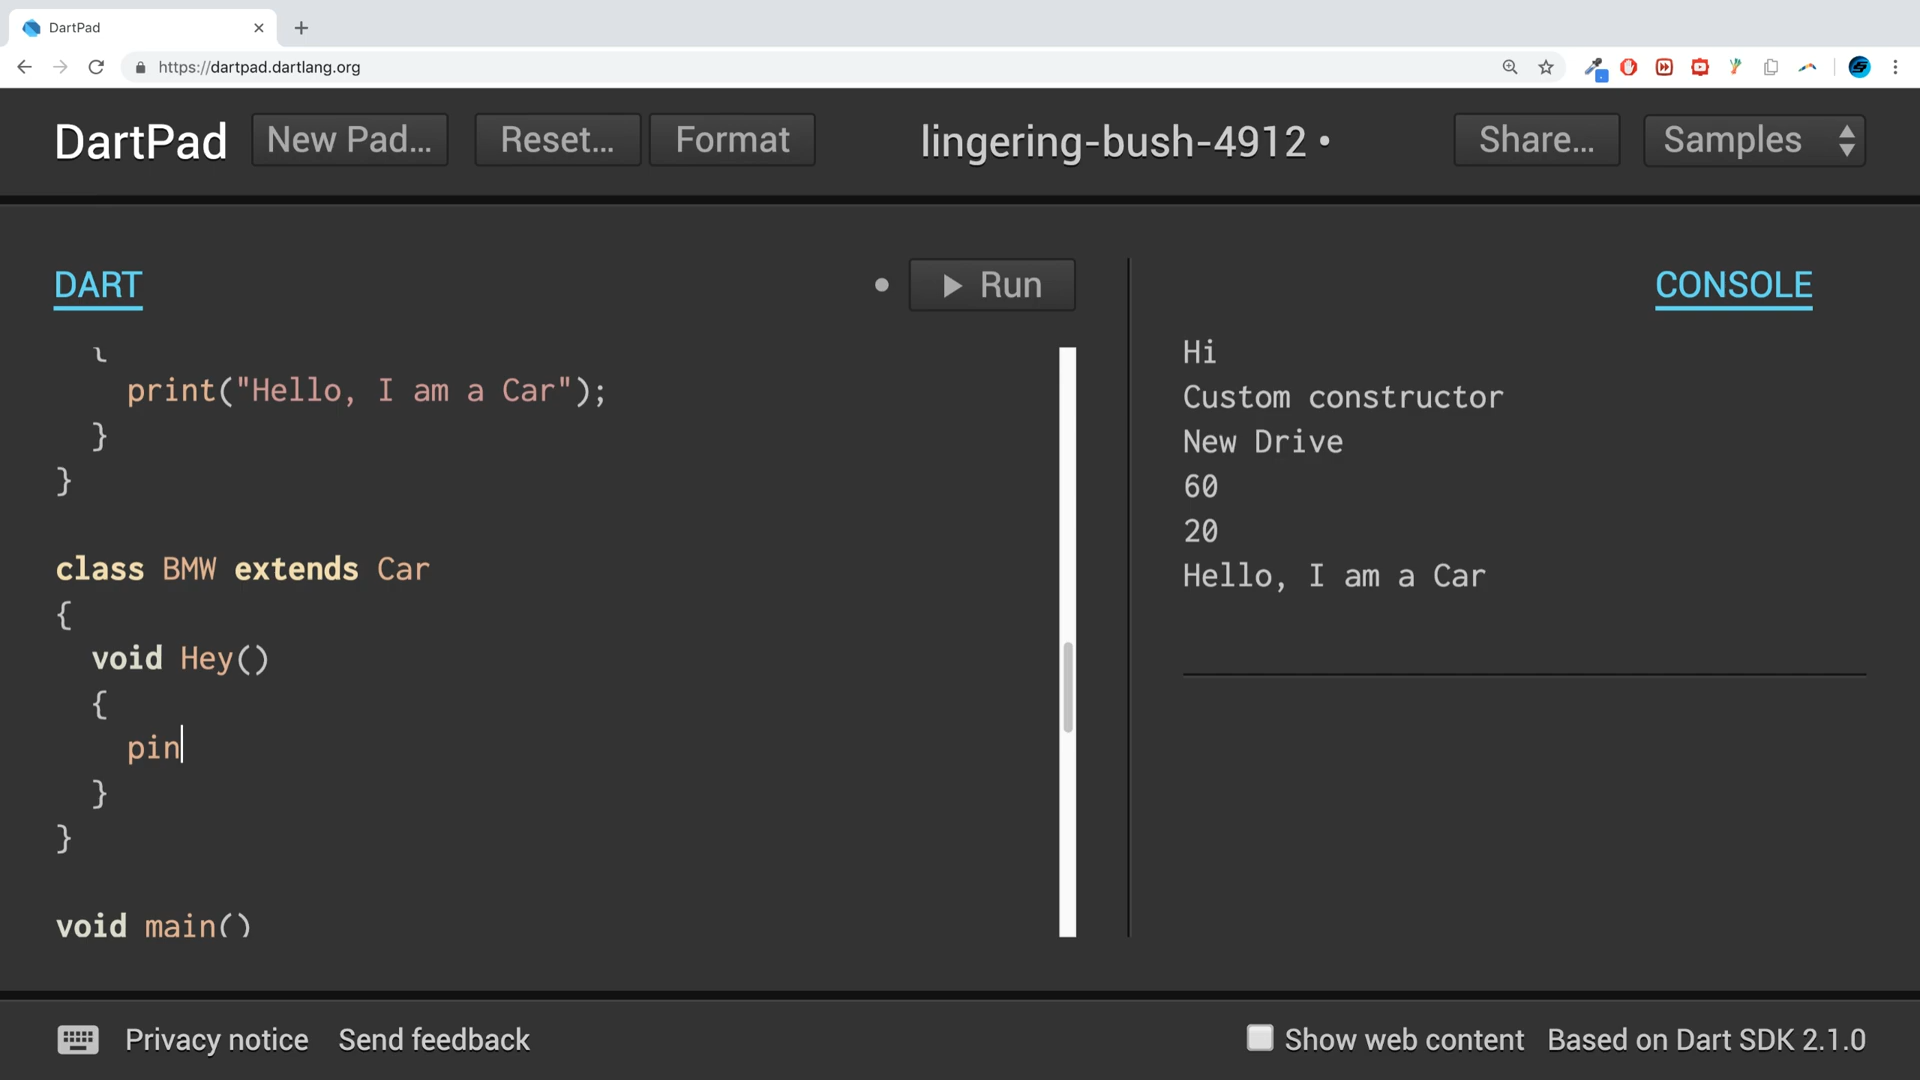 DartPad
https://dartpad.dartlang.org
DartPad
New Pad...
Reset...
Format
lingering-bush-4912 •
Share...
Samples
DART
Run
CONSOLE
{
print("Hello, I am a Car");
}
}
class BMW extends Car
{
void Hey()
{
pin
}
}
void main()
Hi
Custom constructor
New Drive
60
20
Hello, I am a Car
Privacy notice
Send feedback
Show web content
Based on Dart SDK 2.1.0